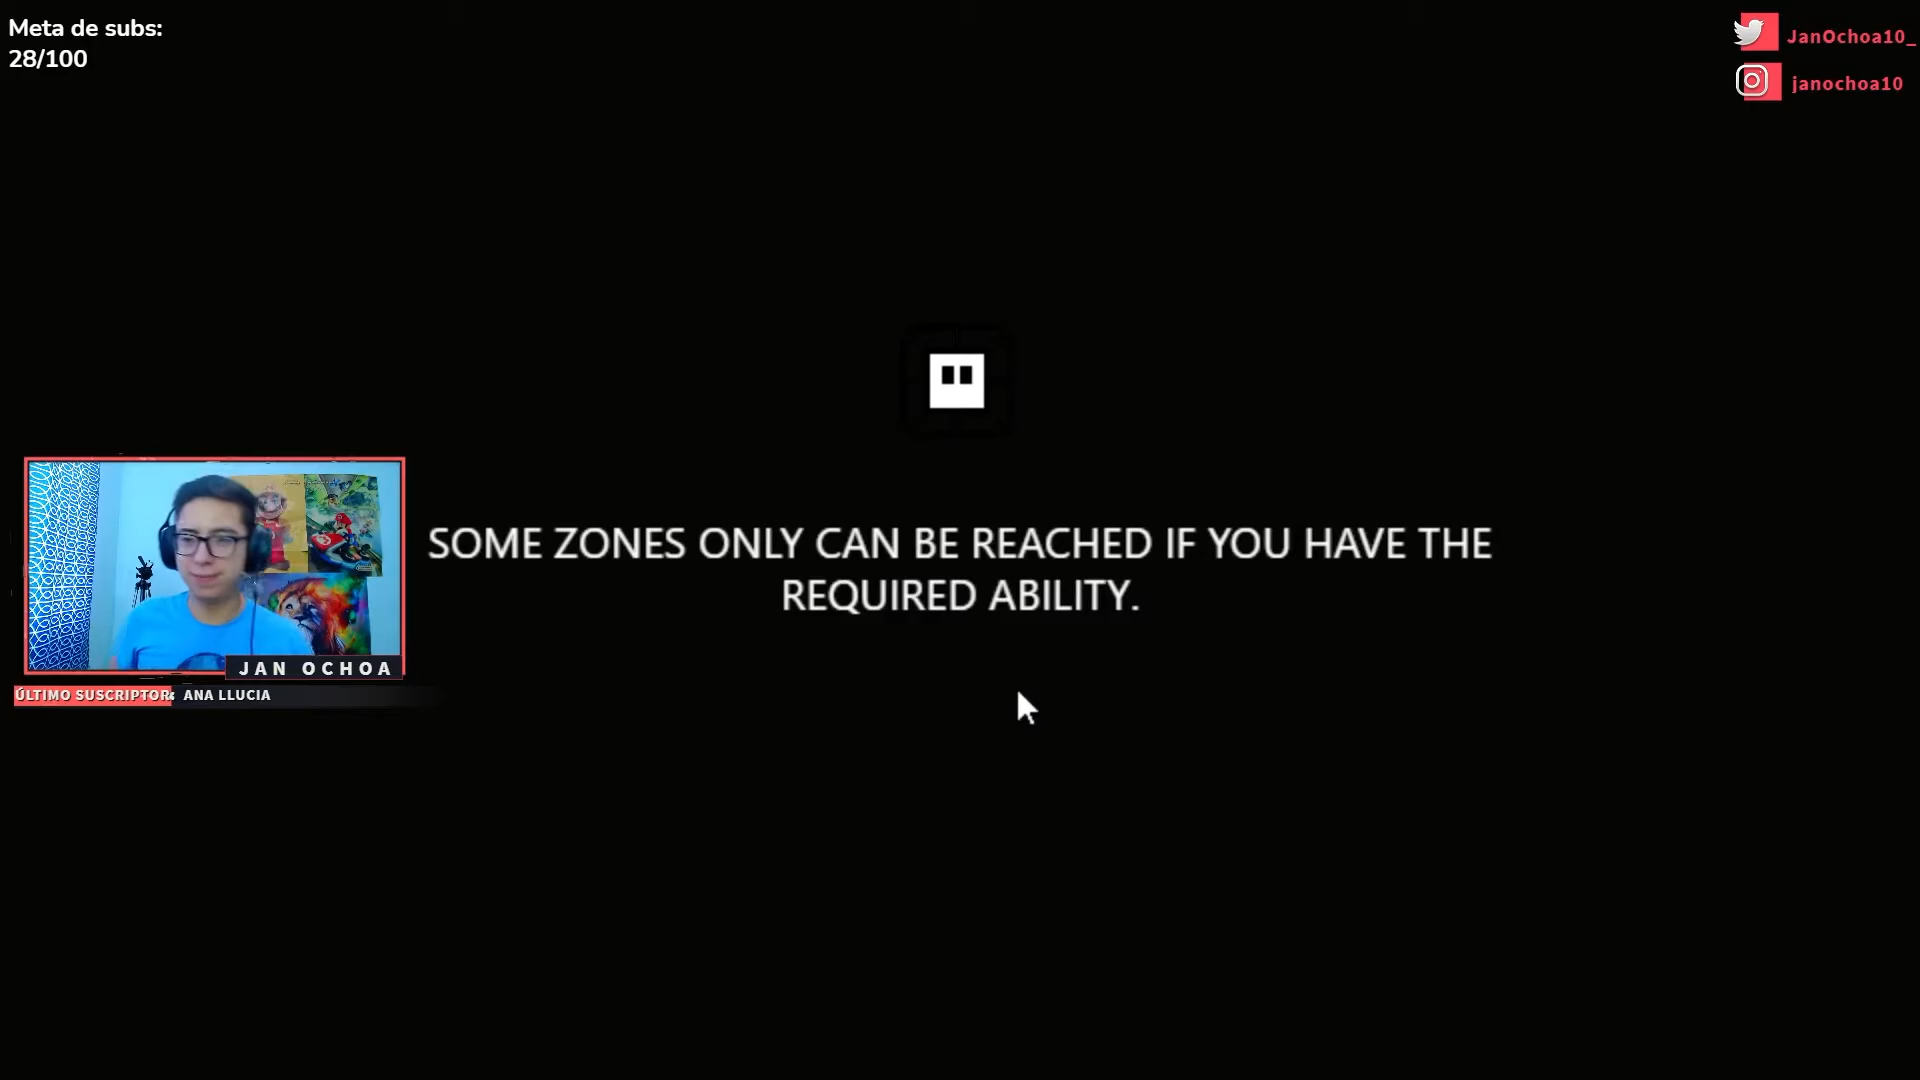 Meta de subs:
28/100
JanOchoa10_
janochoa10
SOME ZONES ONLY CAN BE REACHED IF YOU HAVE THE
REQUIRED ABILITY.
JAN OCHOA
ÚLTIMO SUSCRIPTOR: ANA LLUCIA